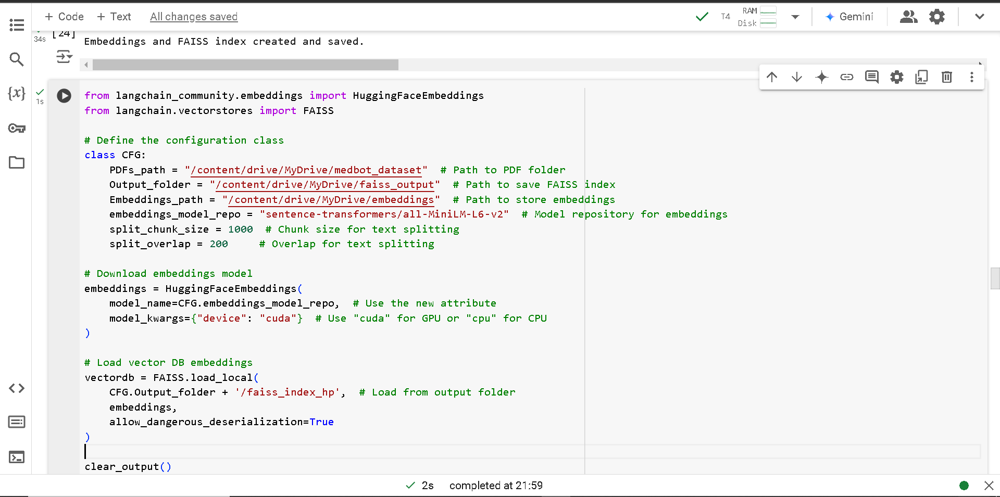 + Code + Text All changes saved
T4 RAM Disk Gemini
34s [24] Embeddings and FAISS index created and saved.
1s
from langchain_community.embeddings import HuggingFaceEmbeddings
from langchain.vectorstores import FAISS
# Define the configuration class
class CFG:
    PDFs_path = "/content/drive/MyDrive/medbot_dataset"  # Path to PDF folder
    Output_folder = "/content/drive/MyDrive/faiss_output"  # Path to save FAISS index
    Embeddings_path = "/content/drive/MyDrive/embeddings"  # Path to store embeddings
    embeddings_model_repo = "sentence-transformers/all-MiniLM-L6-v2"  # Model repository for embeddings
    split_chunk_size = 1000  # Chunk size for text splitting
    split_overlap = 200     # Overlap for text splitting
# Download embeddings model
embeddings = HuggingFaceEmbeddings(
    model_name=CFG.embeddings_model_repo,  # Use the new attribute
    model_kwargs={"device": "cuda"}  # Use "cuda" for GPU or "cpu" for CPU
)
# Load vector DB embeddings
vectordb = FAISS.load_local(
    CFG.Output_folder + '/faiss_index_hp',  # Load from output folder
    embeddings,
    allow_dangerous_deserialization=True
)
clear_output()
2s completed at 21:59